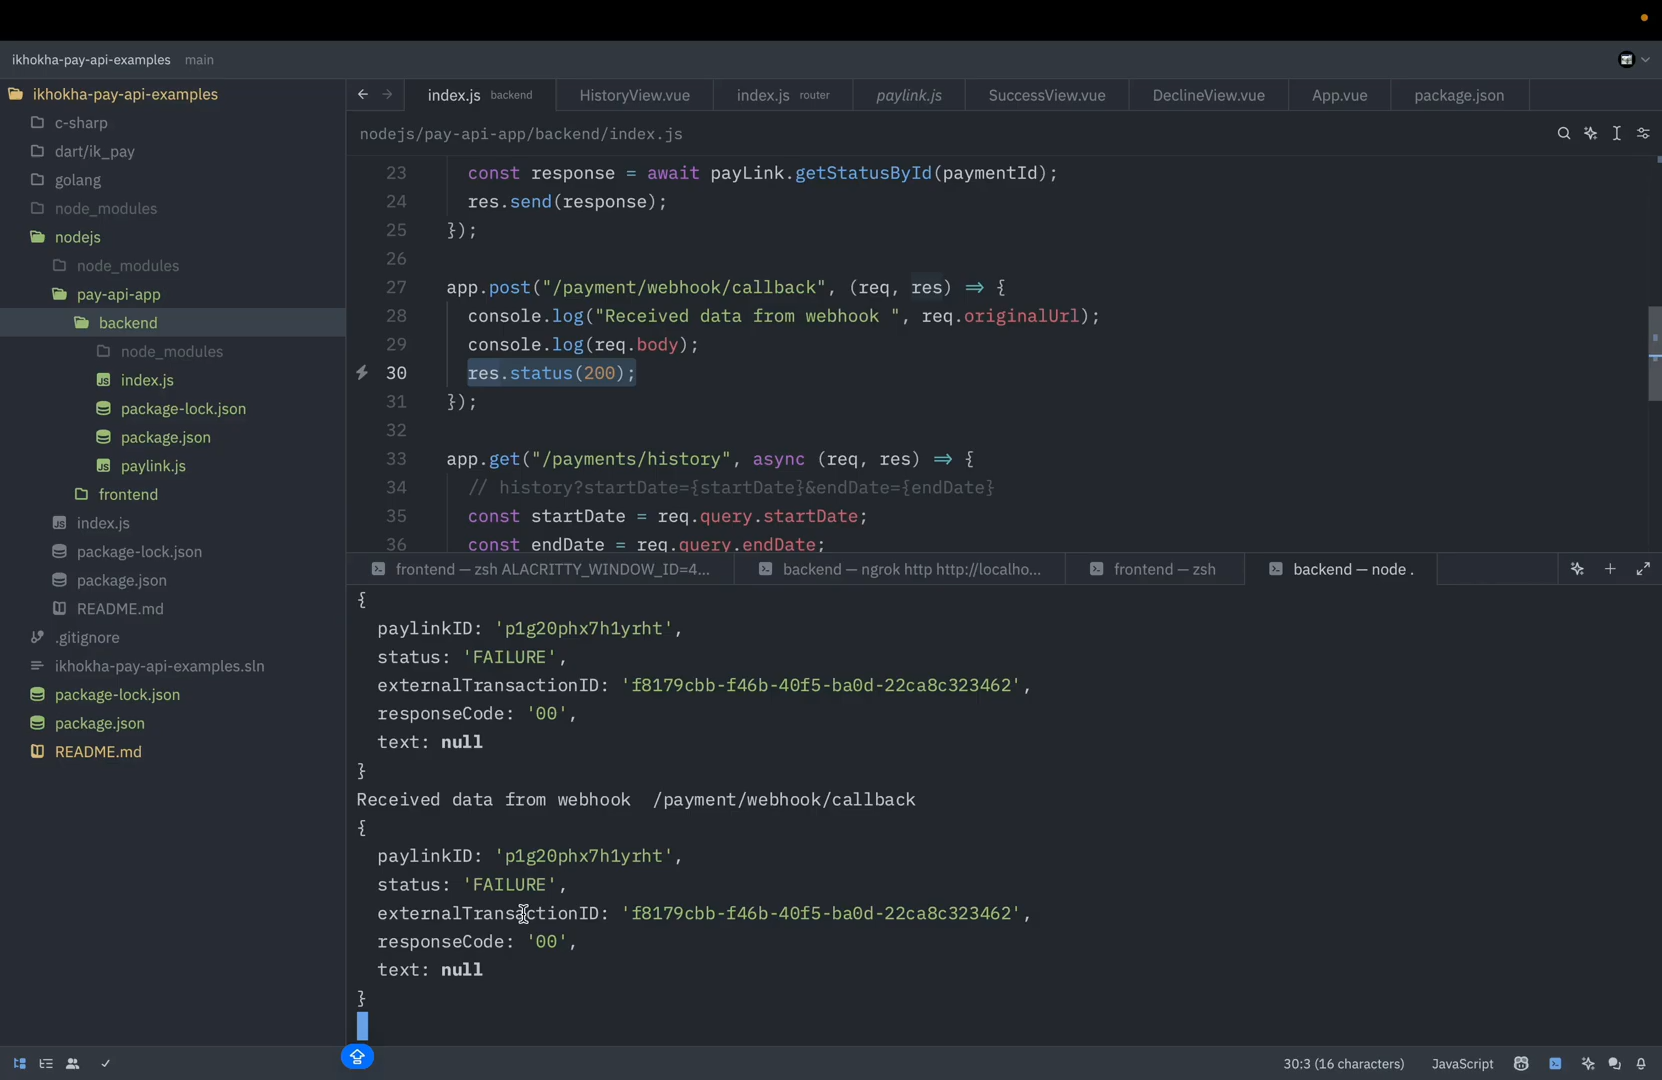 ikhokha-pay-api-examples main
ikhokha-pay-api-examples
c-sharp
dart/ik_pay
golang
node_modules
nodejs
node_modules
pay-api-app
backend
node_modules
index.js
package-lock.json
package.json
paylink.js
frontend
index.js
package-lock.json
package.json
README.md
.gitignore
ikhokha-pay-api-examples.sln
package-lock.json
package.json
README.md
index.js backend HistoryView.vue index.js router paylink.js SuccessView.vue DeclineView.vue App.vue package.json
nodejs/pay-api-app/backend/index.js
23 const response = await payLink.getStatusById(paymentId);
24 res.send(response);
25 });
26
27 app.post("/payment/webhook/callback", (req, res) => {
28 console.log("Received data from webhook ", req.originalUrl);
29 console.log(req.body);
30 res.status(200);
31 });
32
33 app.get("/payments/history", async (req, res) => {
34 // history?startDate={startDate}&endDate={endDate}
35 const startDate = req.query.startDate;
36 const endDate = req.query.endDate;
frontend — zsh ALACRITTY_WINDOW_ID=4... backend — ngrok http http://localho... frontend — zsh backend — node .
{
paylinkID: 'p1g20phx7h1yrht',
status: 'FAILURE',
externalTransactionID: 'f8179cbb-f46b-40f5-ba0d-22ca8c323462',
responseCode: '00',
text: null
}
Received data from webhook /payment/webhook/callback
{
paylinkID: 'p1g20phx7h1yrht',
status: 'FAILURE',
externalTransactionID: 'f8179cbb-f46b-40f5-ba0d-22ca8c323462',
responseCode: '00',
text: null
}
30:3 (16 characters) JavaScript